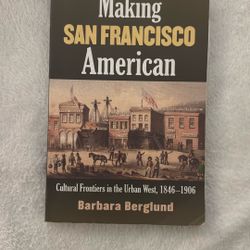 Making
SAN FRANCISCO
American
Cultural Frontiers in the Urban West, 1846–1906
Barbara Berglund